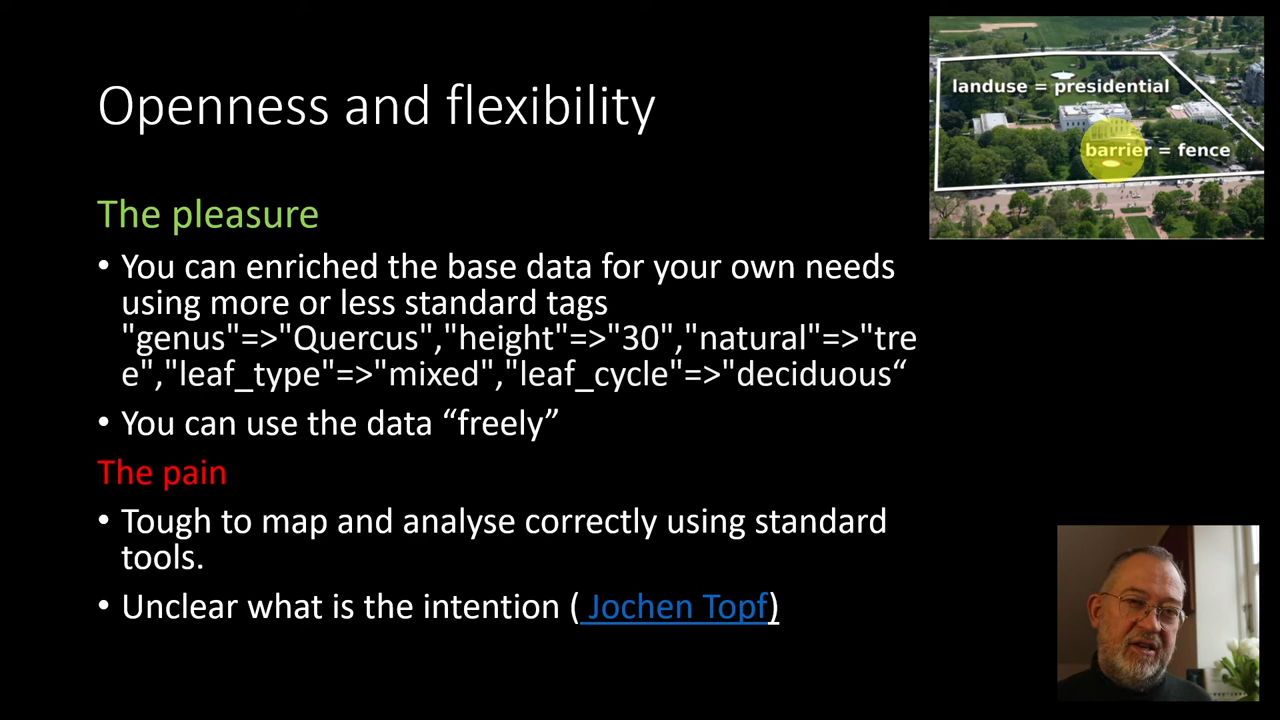 Openness and flexibility
landuse = presidential
barrier = fence
The pleasure
• You can enriched the base data for your own needs
using more or less standard tags
"genus"=>"Quercus","height"=>"30","natural"=>"tre
e","leaf_type"=>"mixed","leaf_cycle"=>"deciduous“
• You can use the data “freely”
The pain
• Tough to map and analyse correctly using standard
tools.
• Unclear what is the intention ( Jochen Topf)